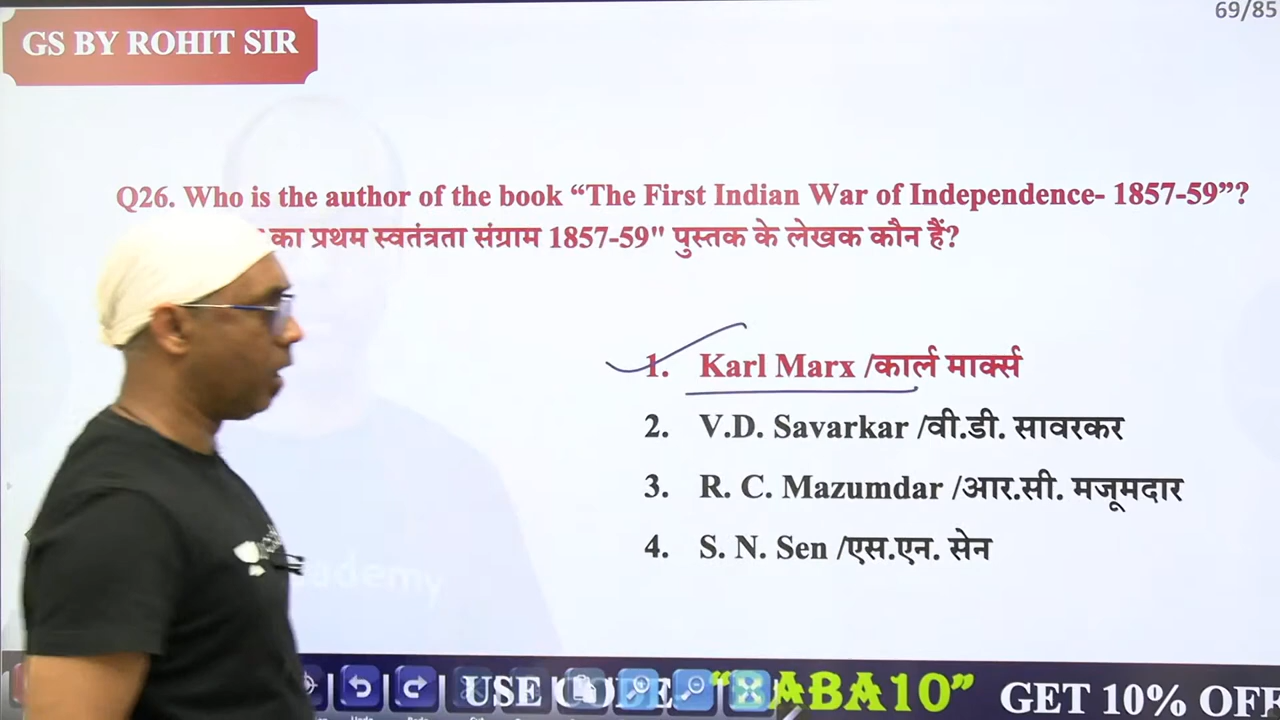 GS BY ROHIT SIR
69/85
Q26. Who is the author of the book “The First Indian War of Independence- 1857-59”?
का प्रथम स्वतंत्रता संग्राम 1857-59" पुस्तक के लेखक कौन हैं?
1. Karl Marx /कार्ल मार्क्स
2. V.D. Savarkar /वी.डी. सावरकर
3. R. C. Mazumdar /आर.सी. मजूमदार
4. S. N. Sen /एस.एन. सेन
USE CODE “BABA10” GET 10% OFF